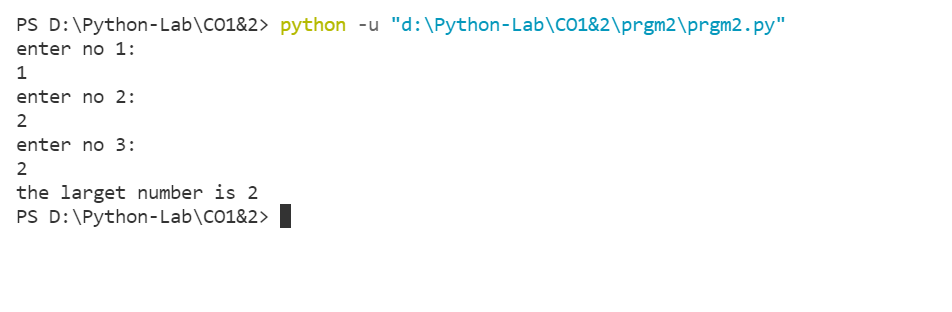 PS D:\Python-Lab\CO1&2> python -u "d:\Python-Lab\CO1&2\prgm2\prgm2.py"
enter no 1:
1
enter no 2:
2
enter no 3:
2
the larget number is 2
PS D:\Python-Lab\CO1&2>